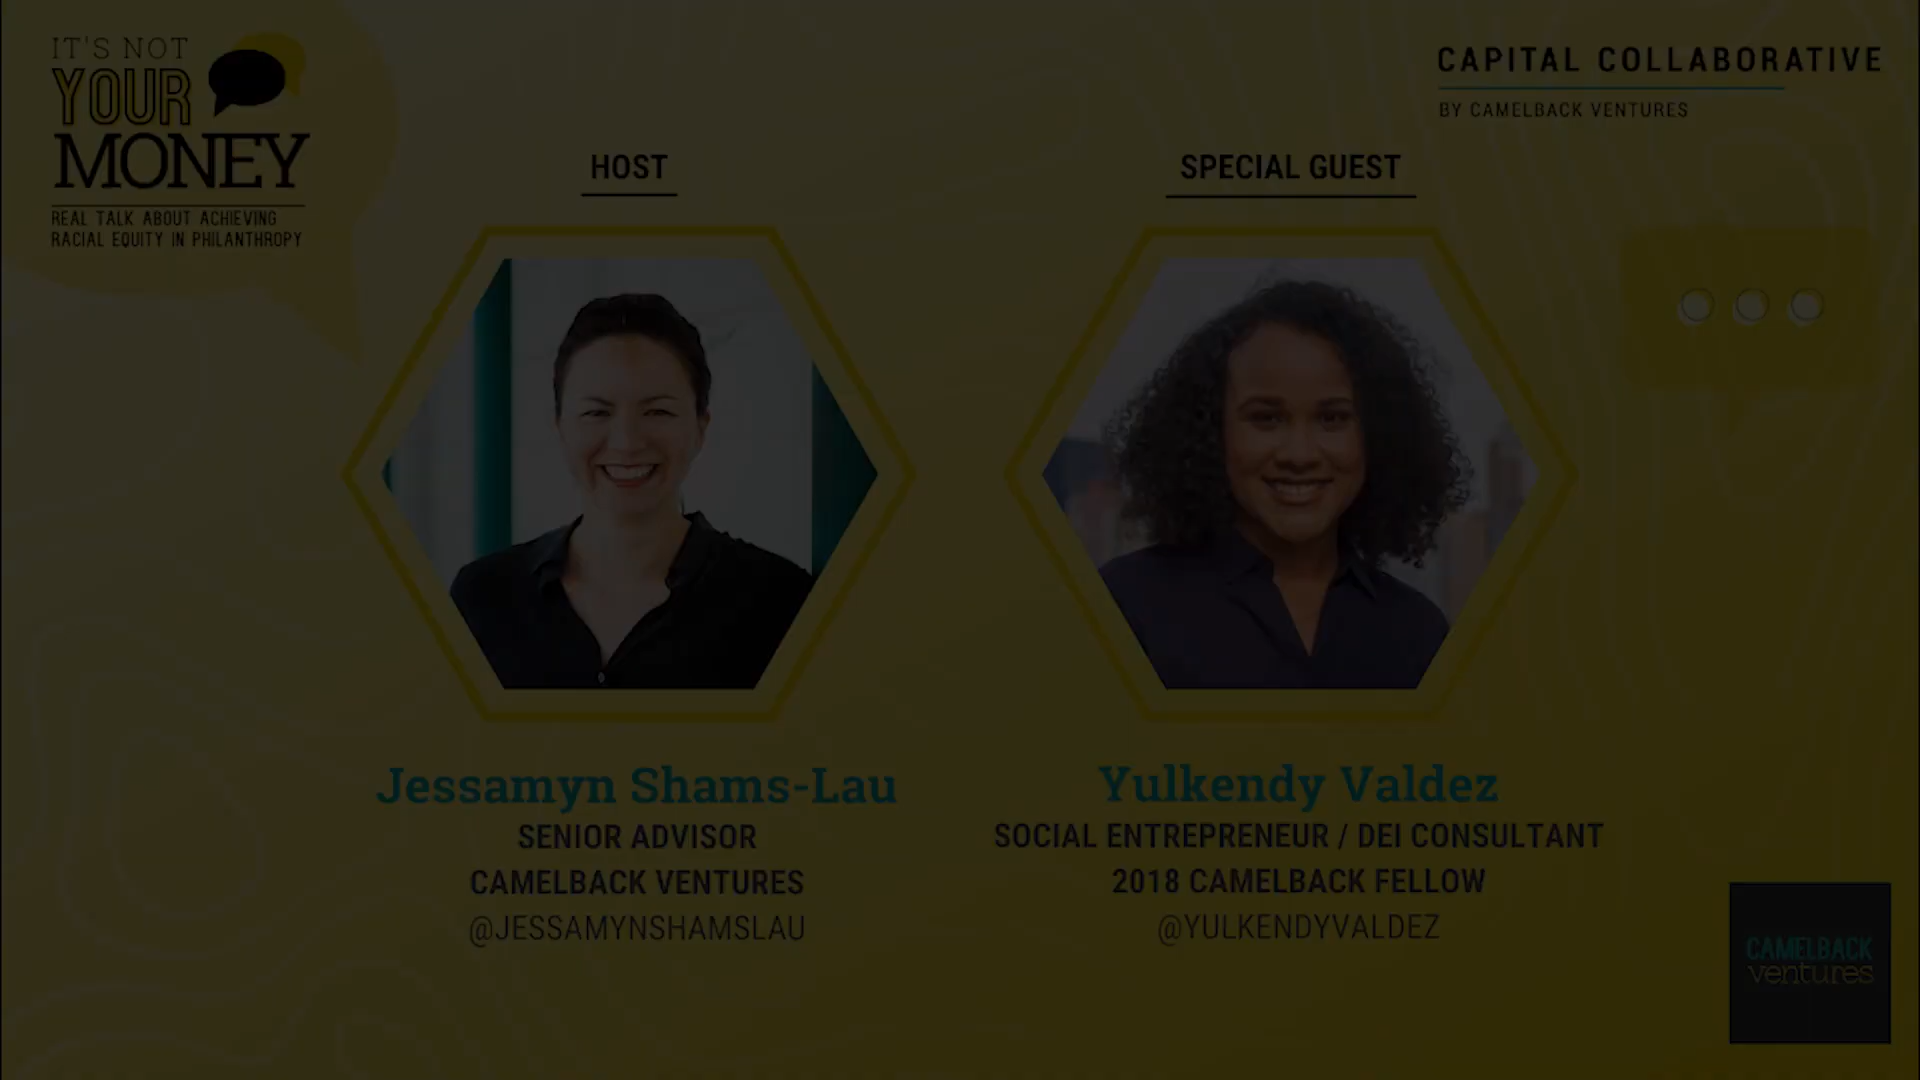 IT'S NOT
YOUR
MONEY
REAL TALK ABOUT ACHIEVING
RACIAL EQUITY IN PHILANTHROPY
CAPITAL COLLABORATIVE
BY CAMELBACK VENTURES
HOST
Jessamyn Shams-Lau
SENIOR ADVISOR
CAMELBACK VENTURES
@JESSAMYNSHAMSLAU
SPECIAL GUEST
Yulkendy Valdez
SOCIAL ENTREPRENEUR / DEI CONSULTANT
2018 CAMELBACK FELLOW
@YULKENDYVALDEZ
CAMELBACK
ventures